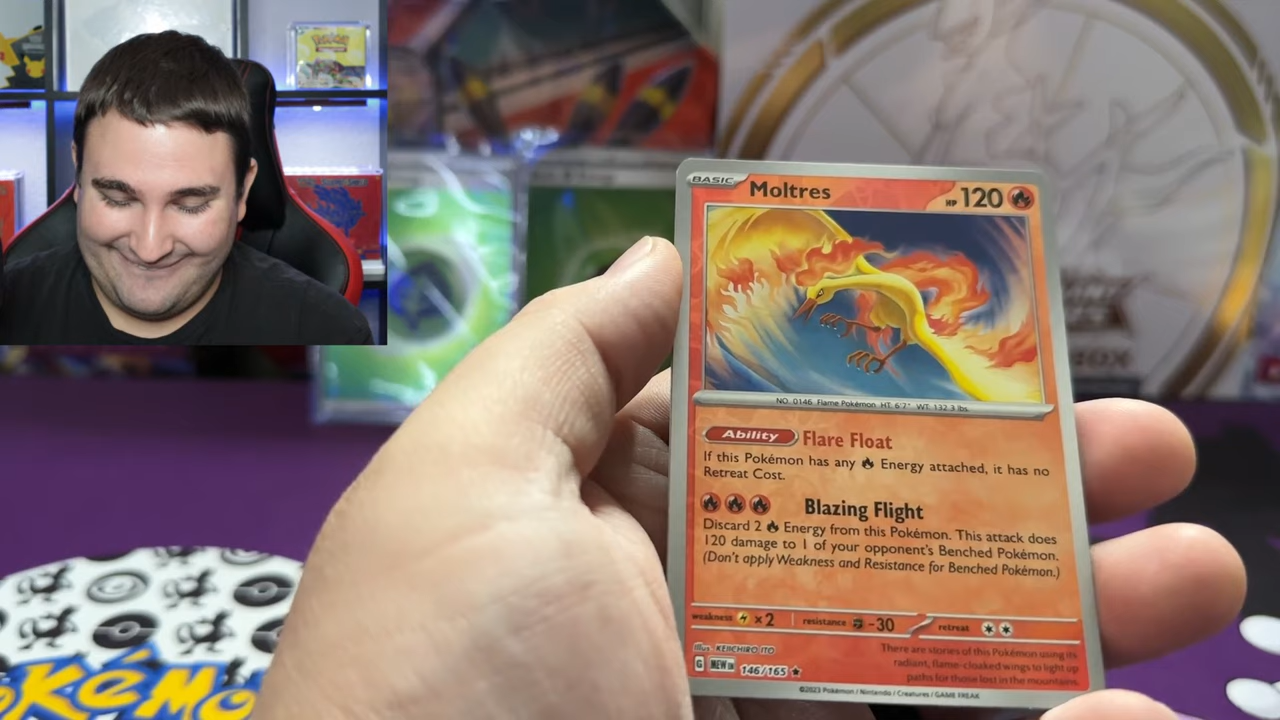 BASIC Moltres HP 120
NO. 0146 Flame Pokémon HT: 6'7" WT: 132.3 lbs.
Ability Flare Float
If this Pokémon has any Energy attached, it has no
Retreat Cost.
Blazing Flight
Discard 2 Energy from this Pokémon. This attack does
120 damage to 1 of your opponent's Benched Pokémon.
(Don't apply Weakness and Resistance for Benched Pokémon.)
weakness x2 resistance -30 retreat
Illus. KEIICHIRO ITO
There are stories of this Pokémon using its
radiant, flame-cloaked wings to light up
paths for those lost in the mountains.
G MEW EN 146/165
©2023 Pokémon / Nintendo / Creatures / GAME FREAK
Pokémo